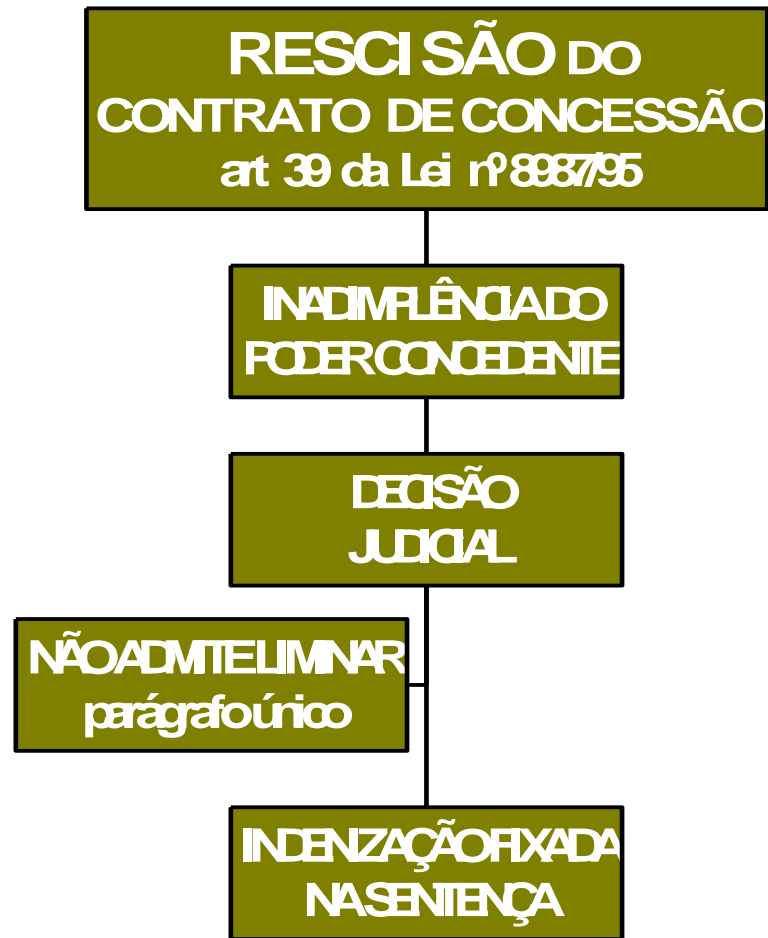 RESCISÃO DO
CONTRATO DE CONCESSÃO
art 39 da Lei nº 8987/95
INADIMPLÊNCIA DO
PODER CONCEDENTE
DECISÃO
JUDICIAL
NÃO ADMITE LIMINAR
parágrafo único
INDENIZAÇÃO FIXADA
NA SENTENÇA